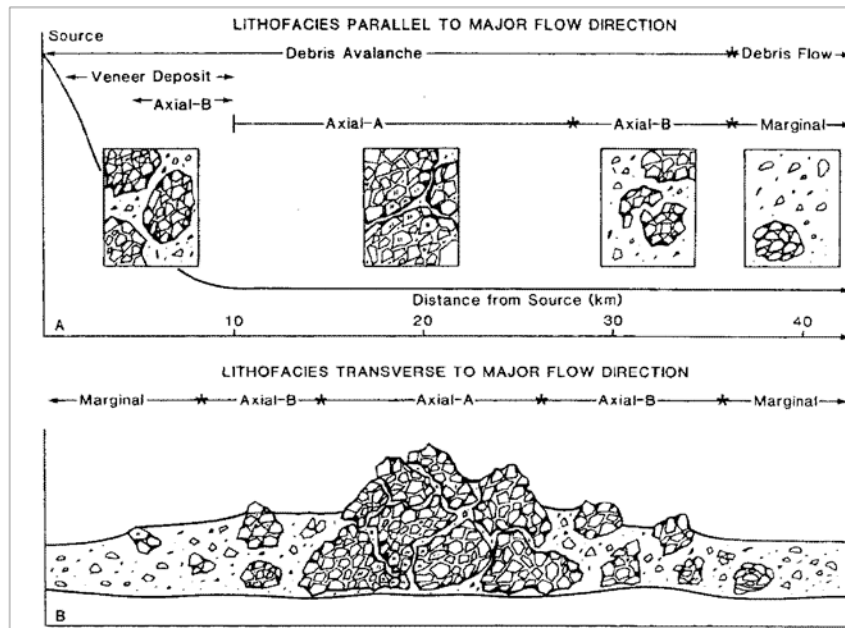 LITHOFACIES PARALLEL TO MAJOR FLOW DIRECTION
Source
Debris Avalanche * Debris Flow
Veneer Deposit
Axial-B
Axial-A * Axial-B * Marginal
Distance from Source (km)
A
10 20 30 40
LITHOFACIES TRANSVERSE TO MAJOR FLOW DIRECTION
Marginal * Axial-B * Axial-A * Axial-B * Marginal
B